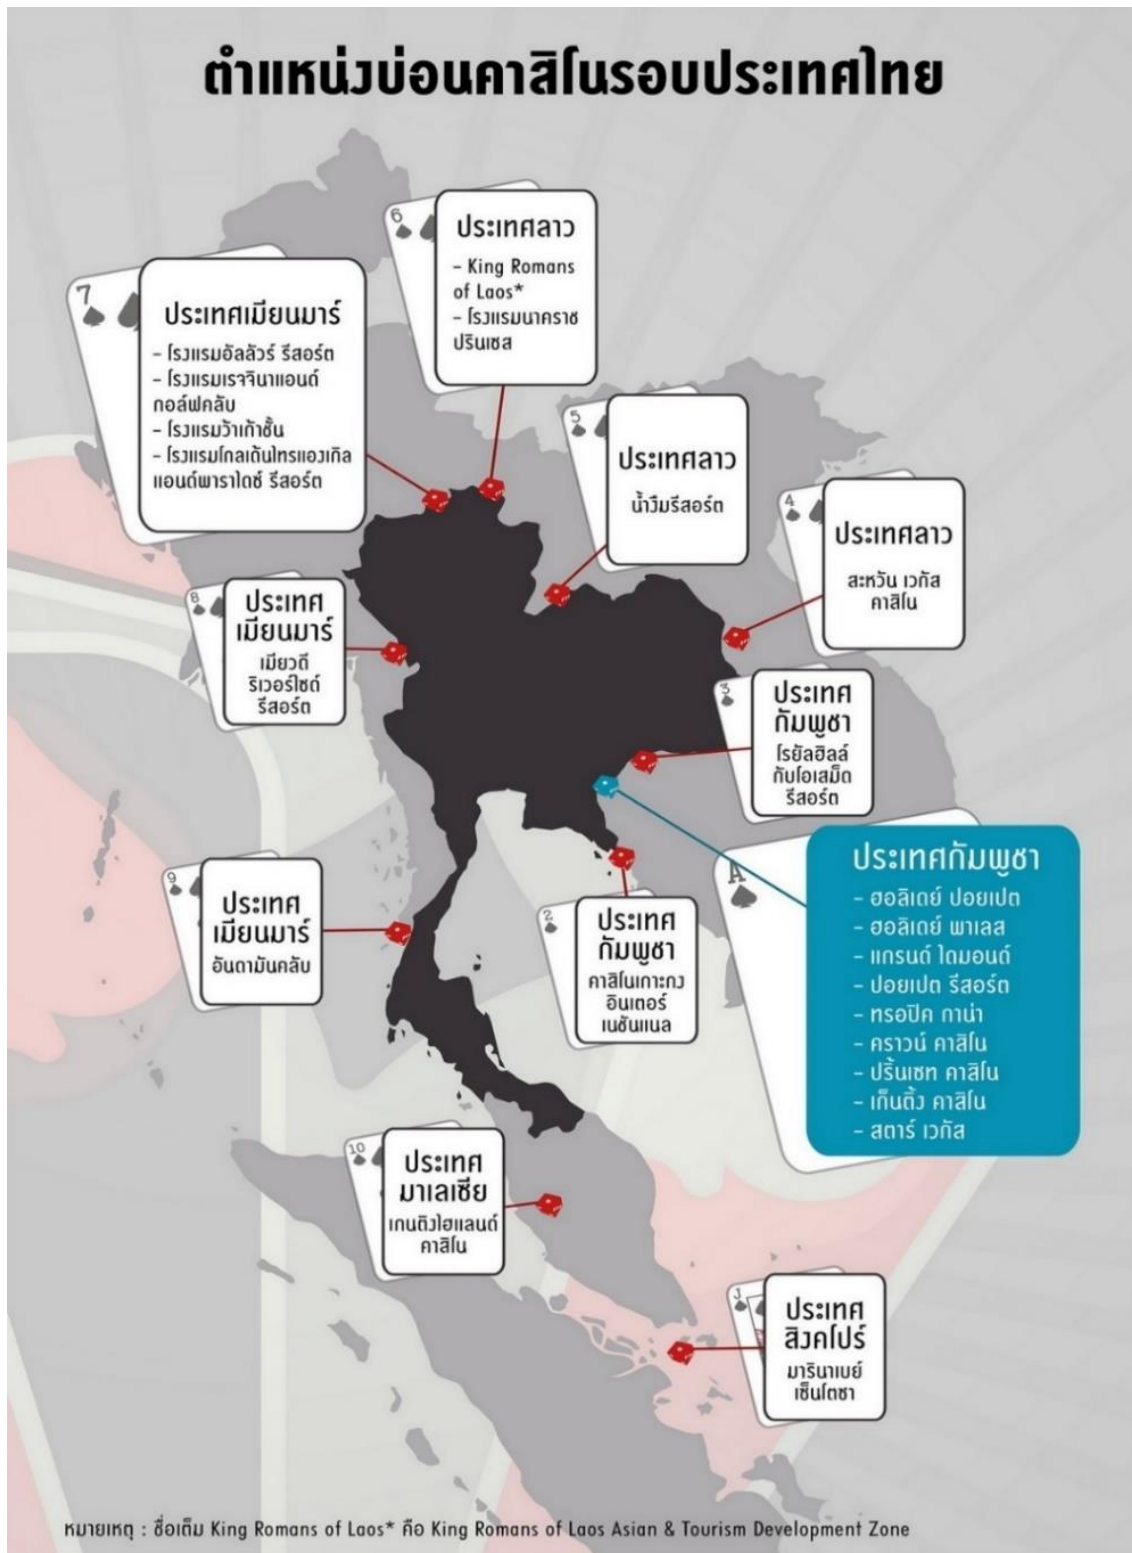 ตำแหน่งบ่อนคาสิโนรอบประเทศไทย
6
ประเทศลาว
- King Romans
of Laos*
- โรงแรมนาคราช
ปรินเซส
7
ประเทศเมียนมาร์
- โรงแรมอัลลัวร์ รีสอร์ต
- โรงแรมเรจจินาแอนด์
กอล์ฟคลับ
- โรงแรมว้าเก้าชั้น
- โรงแรมโกลเด้นไทรแองเกิล
แอนด์พาราไดซ์ รีสอร์ต
5
ประเทศลาว
น้ำงึมรีสอร์ต
4
ประเทศลาว
สะหวัน เวกัส
คาสิโน
8
ประเทศ
เมียนมาร์
เมียวดี
ริเวอร์ไซด์
รีสอร์ต
3
ประเทศ
กัมพูชา
โรยัลฮิลล์
กับโอเสม็ด
รีสอร์ต
A
ประเทศกัมพูชา
- ฮอลิเดย์ ปอยเปต
- ฮอลิเดย์ พาเลส
- แกรนด์ ไดมอนด์
- ปอยเปต รีสอร์ต
- ทรอปิค กาน่า
- คราวน์ คาสิโน
- ปริ้นเซท คาสิโน
- เก็นติ้ง คาสิโน
- สตาร์ เวกัส
9
ประเทศ
เมียนมาร์
อันดามันคลับ
2
ประเทศ
กัมพูชา
คาสิโนเกาะกง
อินเตอร์
เนชันแนล
10
ประเทศ
มาเลเซีย
เกนติงไฮแลนด์
คาสิโน
J
ประเทศ
สิงคโปร์
มารินาเบย์
เซ็นโตซา
หมายเหตุ : ชื่อเต็ม King Romans of Laos* คือ King Romans of Laos Asian & Tourism Development Zone